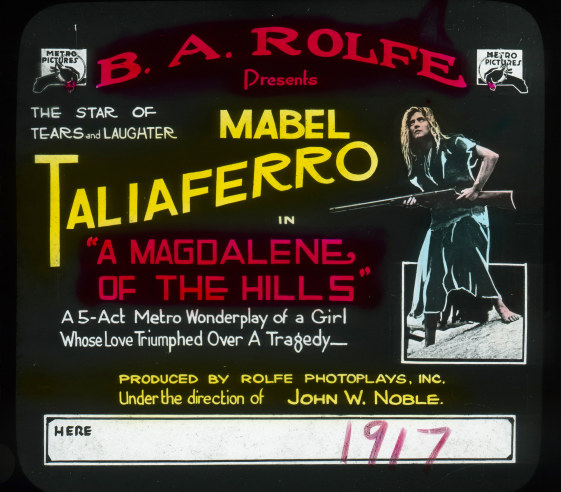 METRO
PICTURES
B. A. ROLFE
METRO
PICTURES
Presents
THE STAR OF
TEARS and LAUGHTER
MABEL
TALIAFERRO
IN
"A MAGDALENE
OF THE HILLS"
A 5-Act Metro Wonderplay of a Girl
Whose Love Triumphed Over A Tragedy—
PRODUCED BY ROLFE PHOTOPLAYS, INC.
Under the direction of JOHN W. NOBLE.
HERE
1917